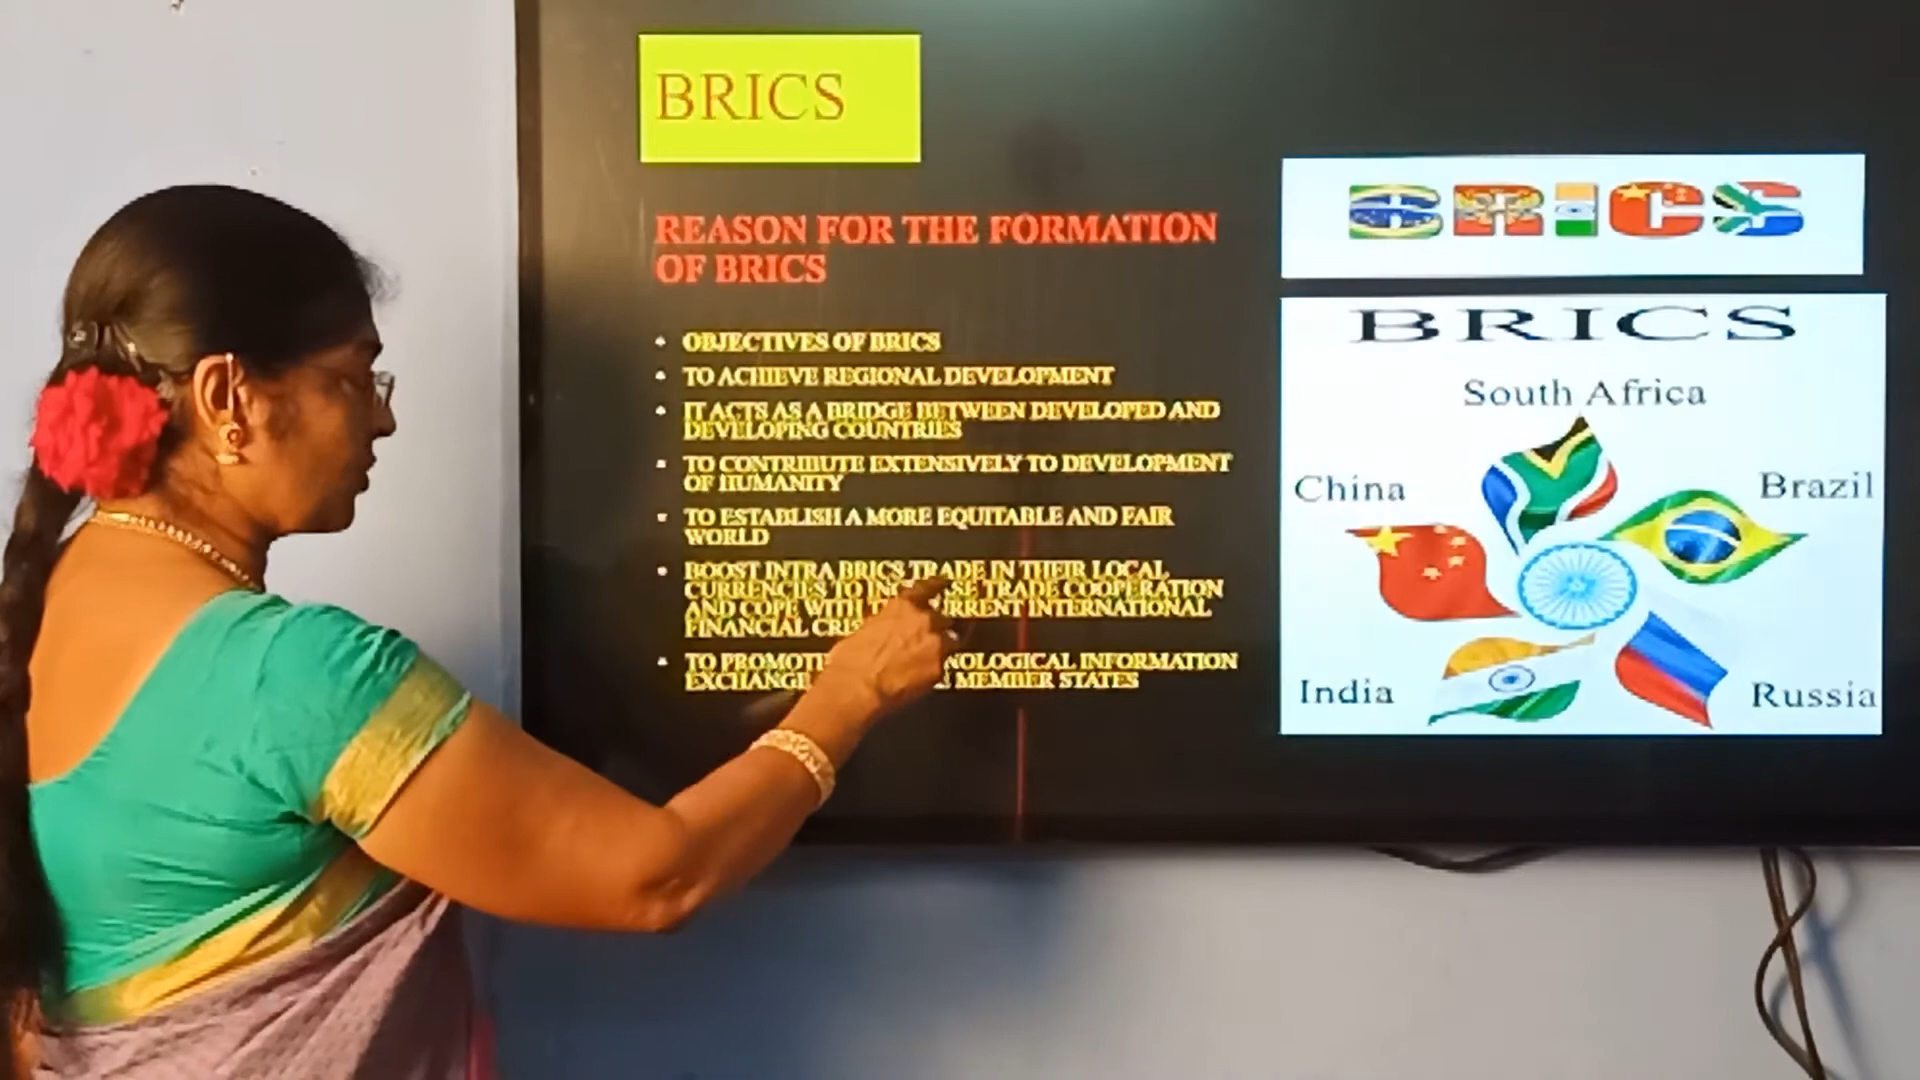 BRICS
REASON FOR THE FORMATION
OF BRICS
OBJECTIVES OF BRICS
TO ACHIEVE REGIONAL DEVELOPMENT
IT ACTS AS A BRIDGE BETWEEN DEVELOPED AND
DEVELOPING COUNTRIES
TO CONTRIBUTE EXTENSIVELY TO DEVELOPMENT
OF HUMANITY
TO ESTABLISH A MORE EQUITABLE AND FAIR
WORLD
BOOST INTRA BRICS TRADE IN THEIR LOCAL
CURRENCIES TO TRADE COOPERATION
AND COPE WITH INTERNATIONAL
FINANCIAL
TO INFORMATION
EXCHANGE MEMBER STATES
BRICS
BRICS
South Africa
China
Brazil
India
Russia